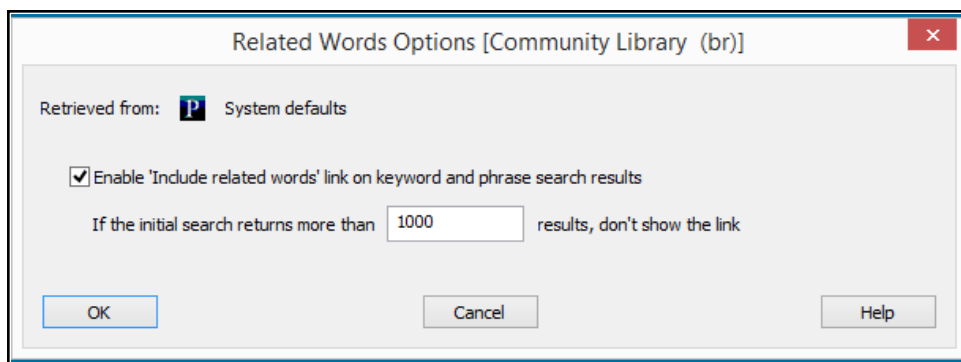 Related Words Options [Community Library (br)]
Retrieved from: P System defaults
Enable 'Include related words' link on keyword and phrase search results
If the initial search returns more than 1000 results, don't show the link
OK Cancel Help